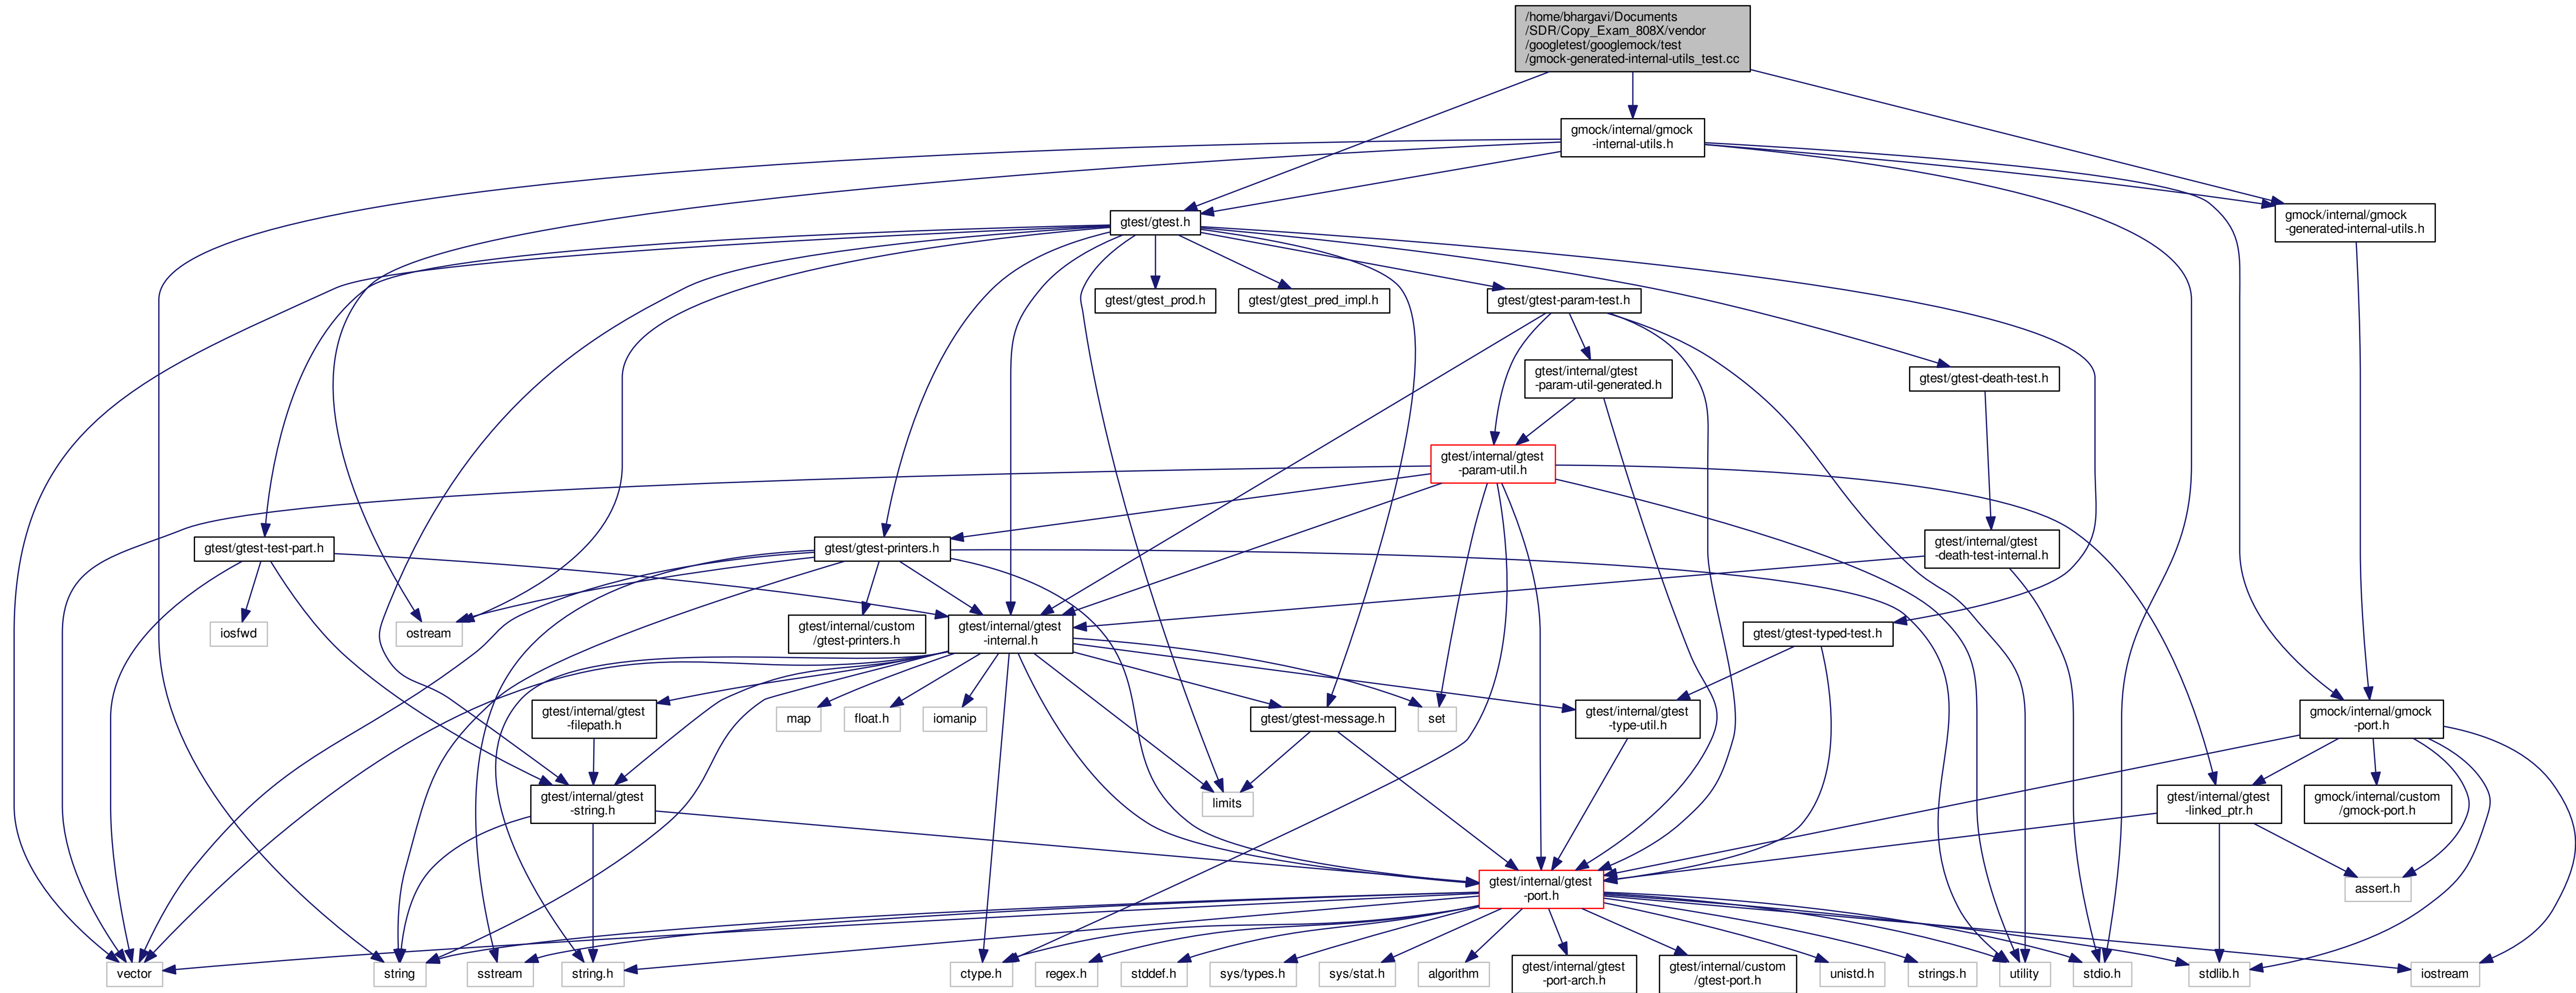 /home/bhargavi/Documents
/SDR/Copy_Exam_808X/vendor
/googletest/googlemock/test
/gmock-generated-internal-utils_test.cc
gmock/internal/gmock
-internal-utils.h
gtest/gtest.h
gmock/internal/gmock
-generated-internal-utils.h
gtest/gtest_prod.h
gtest/gtest_pred_impl.h
gtest/gtest-param-test.h
gtest/internal/gtest
-param-util-generated.h
gtest/gtest-death-test.h
gtest/internal/gtest
-param-util.h
gtest/gtest-test-part.h
gtest/gtest-printers.h
gtest/internal/gtest
-death-test-internal.h
iosfwd
ostream
gtest/internal/custom
/gtest-printers.h
gtest/internal/gtest
-internal.h
gtest/gtest-typed-test.h
gtest/internal/gtest
-filepath.h
map
float.h
iomanip
gtest/gtest-message.h
set
gtest/internal/gtest
-type-util.h
gmock/internal/gmock
-port.h
gtest/internal/gtest
-string.h
limits
gtest/internal/gtest
-linked_ptr.h
gmock/internal/custom
/gmock-port.h
gtest/internal/gtest
-port.h
assert.h
vector
string
sstream
string.h
ctype.h
regex.h
stddef.h
sys/types.h
sys/stat.h
algorithm
gtest/internal/gtest
-port-arch.h
gtest/internal/custom
/gtest-port.h
unistd.h
strings.h
utility
stdio.h
stdlib.h
iostream